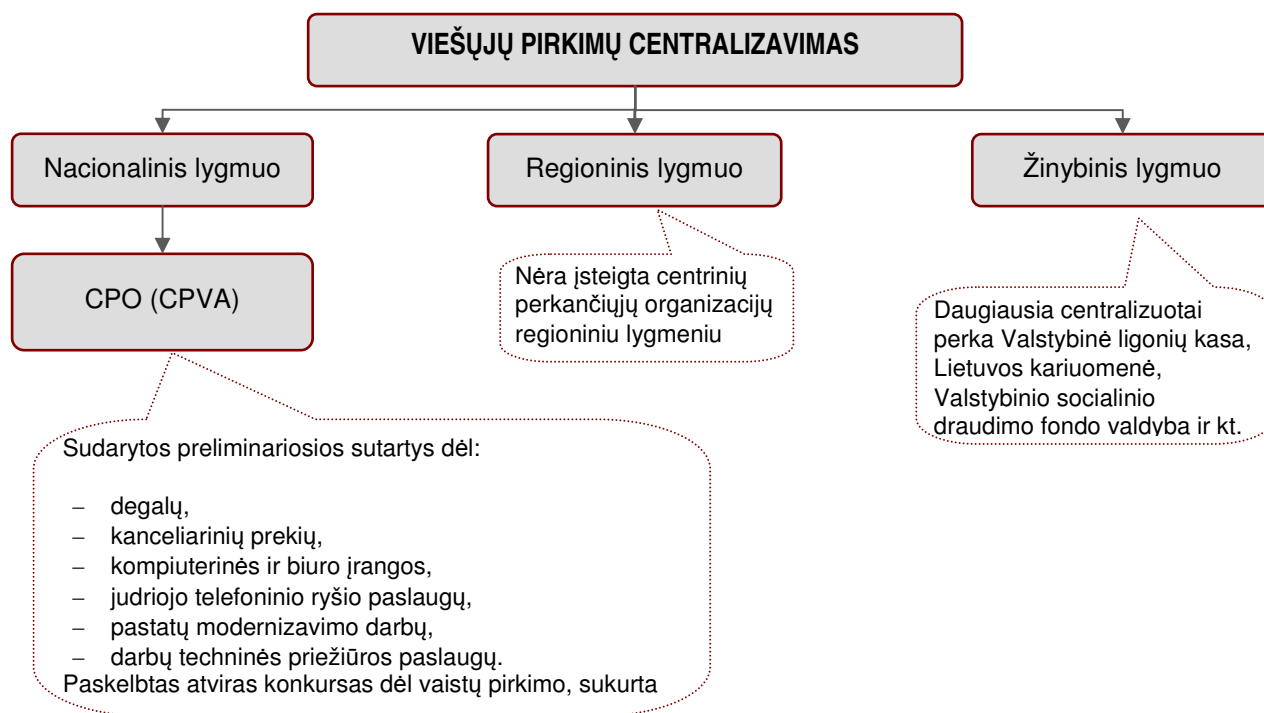 VIEŠŲJŲ PIRKIMŲ CENTRALIZAVIMAS
Nacionalinis lygmuo
Regioninis lygmuo
Žinybinis lygmuo
CPO (CPVA)
Nėra įsteigta centrinių
perkančiųjų organizacijų
regioniniu lygmeniu
Daugiausia centralizuotai
perka Valstybinė ligonių kasa,
Lietuvos kariuomenė,
Valstybinio socialinio
draudimo fondo valdyba ir kt.
Sudarytos preliminariosios sutartys dėl:
– degalų,
– kanceliarinių prekių,
– kompiuterinės ir biuro įrangos,
– judriojo telefoninio ryšio paslaugų,
– pastatų modernizavimo darbų,
– darbų techninės priežiūros paslaugų.
Paskelbtas atviras konkursas dėl vaistų pirkimo, sukurta